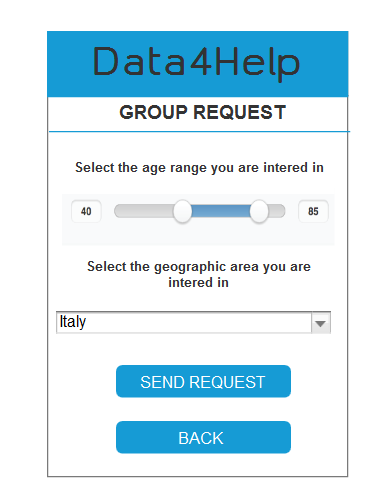 Data4Help
GROUP REQUEST
Select the age range you are intered in
40 85
Select the geographic area you are
intered in
Italy
SEND REQUEST
BACK